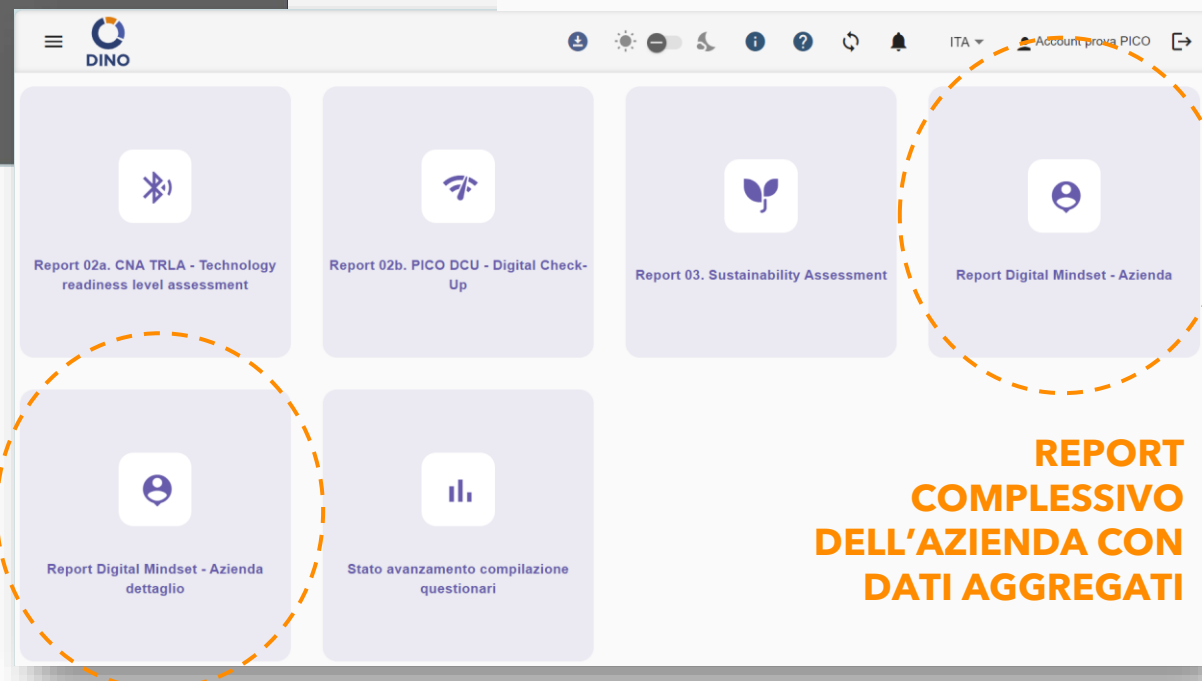 DINO
ITA
Account prova PICO
Report 02a. CNA TRLA - Technology
readiness level assessment
Report 02b. PICO DCU - Digital Check-
Up
Report 03. Sustainability Assessment
Report Digital Mindset - Azienda
Report Digital Mindset - Azienda
dettaglio
Stato avanzamento compilazione
questionari
REPORT
COMPLESSIVO
DELL’AZIENDA CON
DATI AGGREGATI